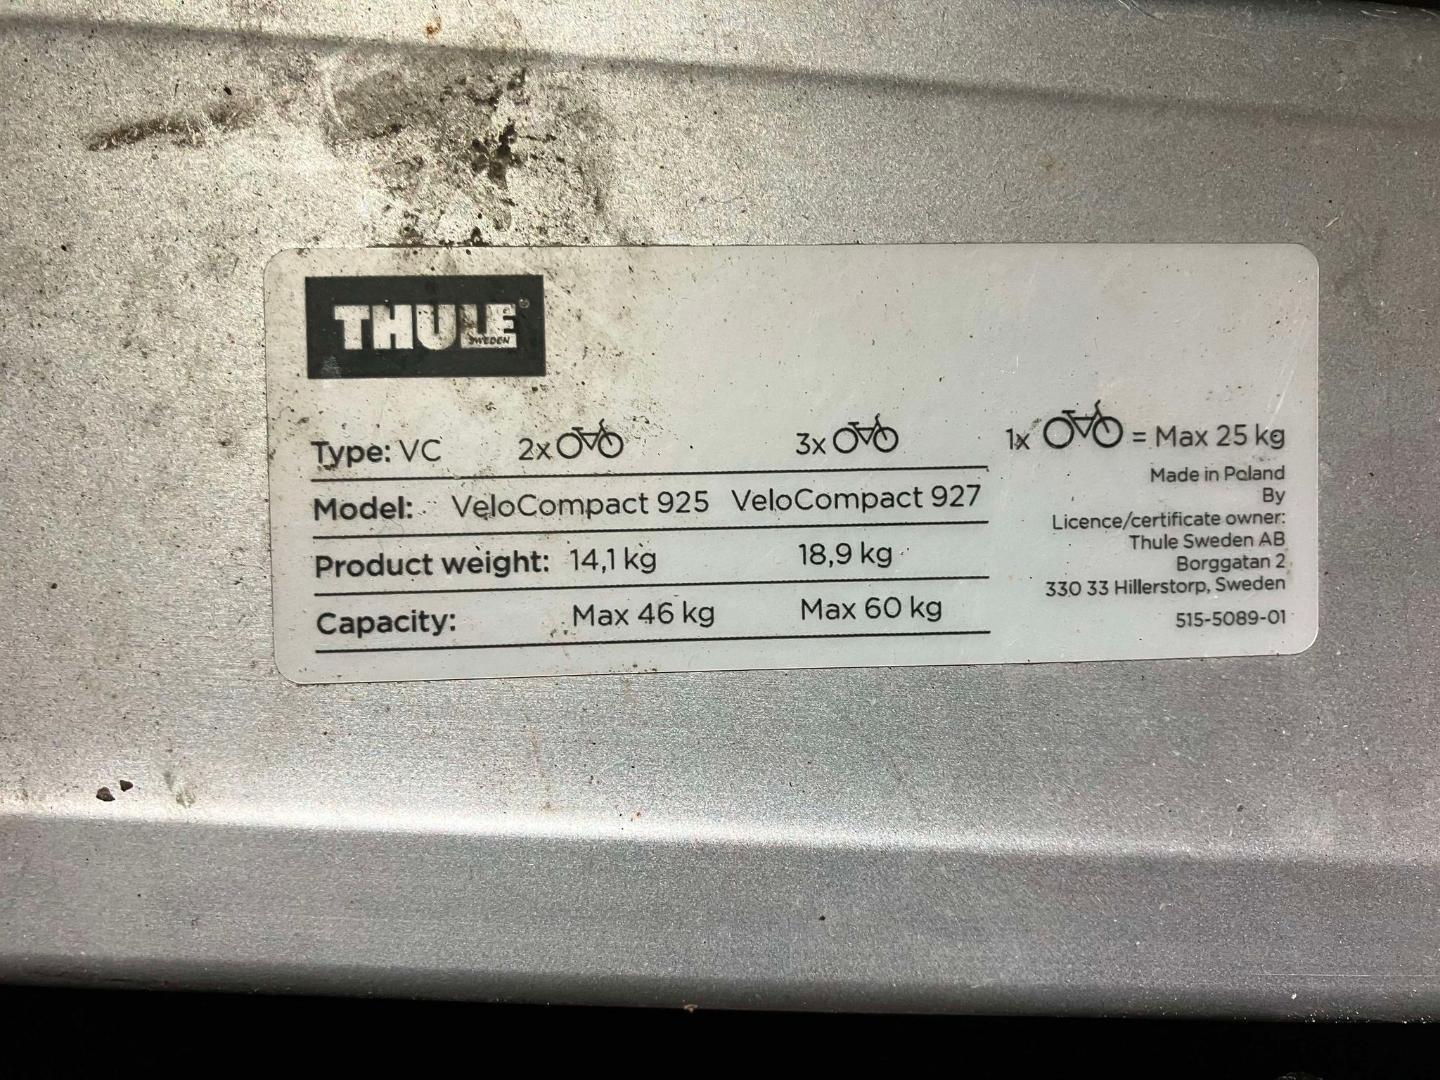 THULE®
SWEDEN
Type: VC 2x 3x
Model: VeloCompact 925 VeloCompact 927
Product weight: 14,1 kg 18,9 kg
Capacity: Max 46 kg Max 60 kg
1x = Max 25 kg
Made in Poland
By
Licence/certificate owner:
Thule Sweden AB
Borggatan 2
330 33 Hillerstorp, Sweden
515-5089-01